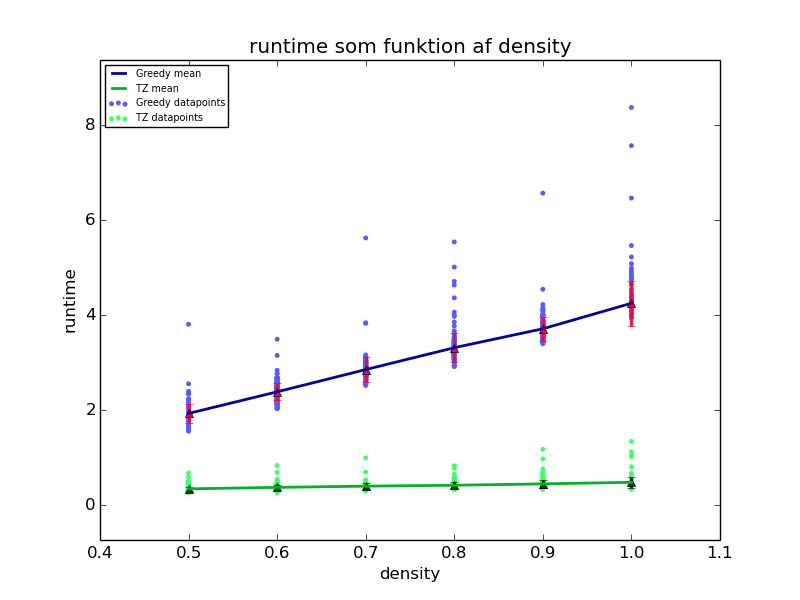 runtime som funktion af density
Greedy mean
TZ mean
Greedy datapoints
TZ datapoints
8
6
4
2
0
runtime
0.4 0.5 0.6 0.7 0.8 0.9 1.0 1.1
density